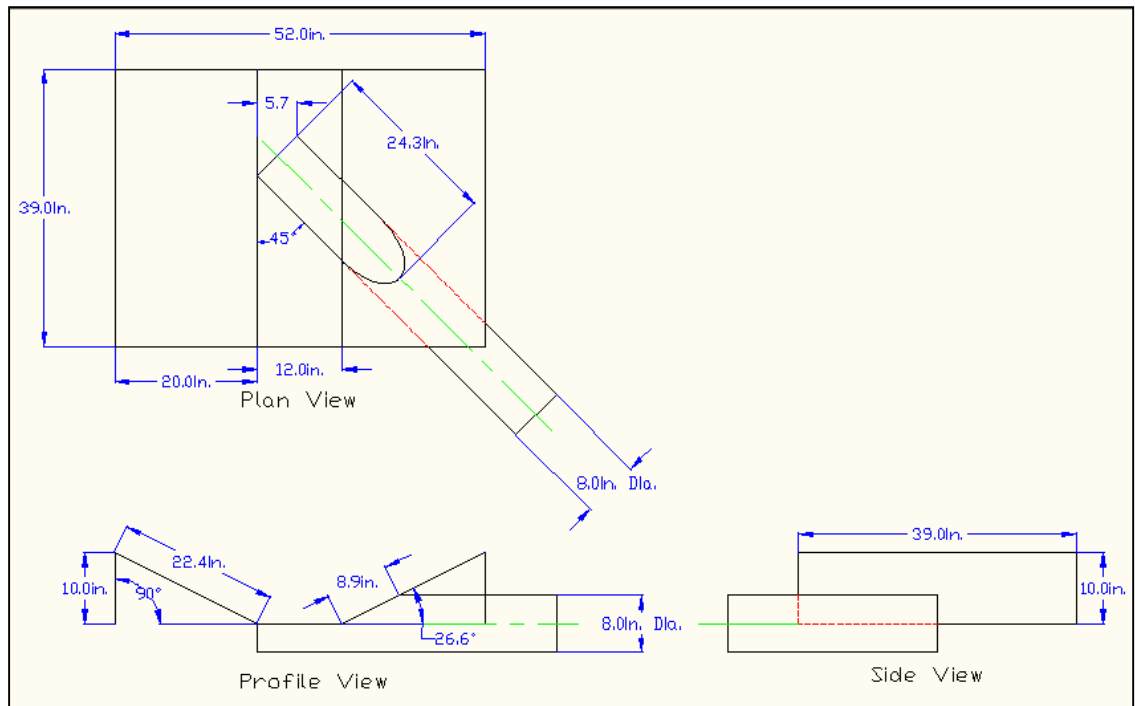 52.0in.
5.7
24.3in.
39.0in.
45°
20.0in.
12.0in.
Plan View
8.0in. Dia.
39.0in.
22.4in.
10.0in.
90°
8.9in.
26.6°
8.0in. Dia.
10.0in.
Profile View
Side View